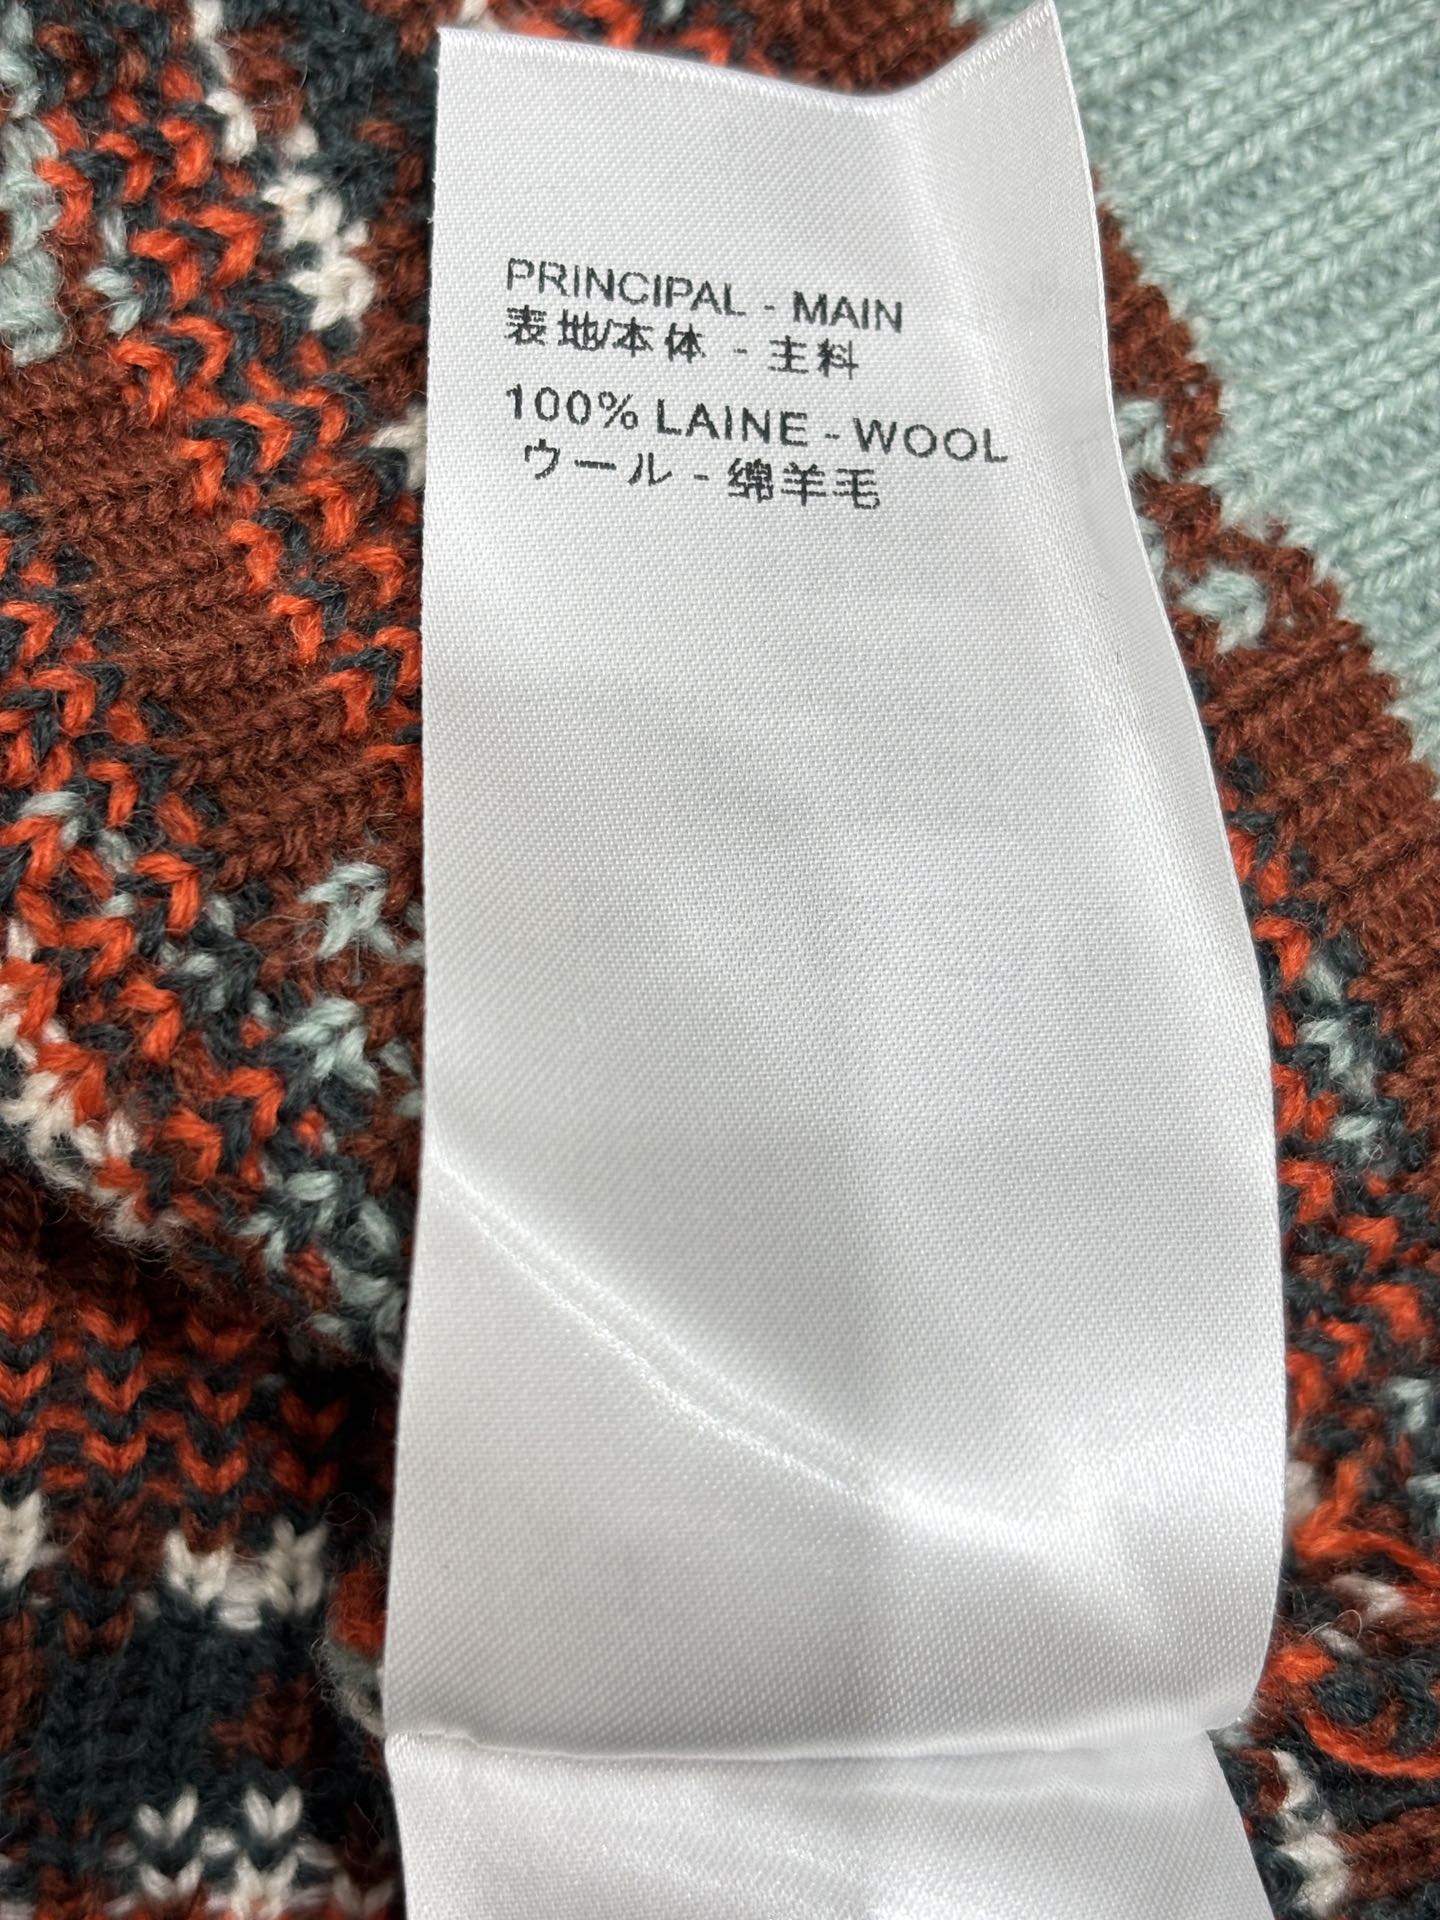 PRINCIPAL - MAIN
表地/本体 - 主料
100% LAINE - WOOL
ウール - 绵羊毛